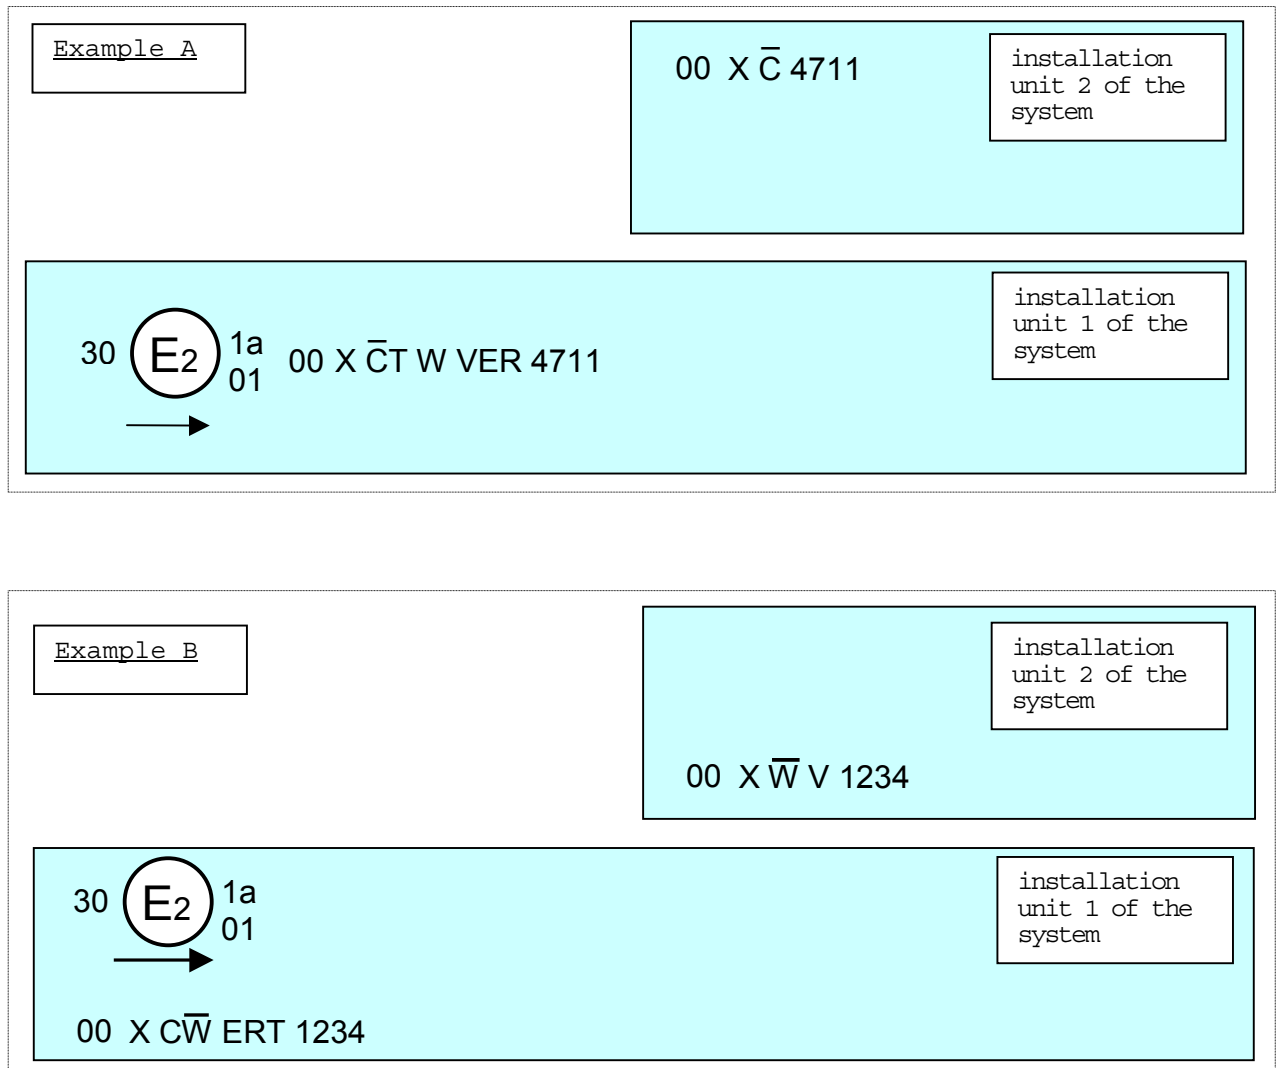 Example A
00 X C̅ 4711
installation
unit 2 of the
system
30 E2 1a
01
00 X C̅T W VER 4711
installation
unit 1 of the
system
Example B
installation
unit 2 of the
system
00 X W̅ V 1234
30 E2 1a
01
installation
unit 1 of the
system
00 X CW̅ ERT 1234